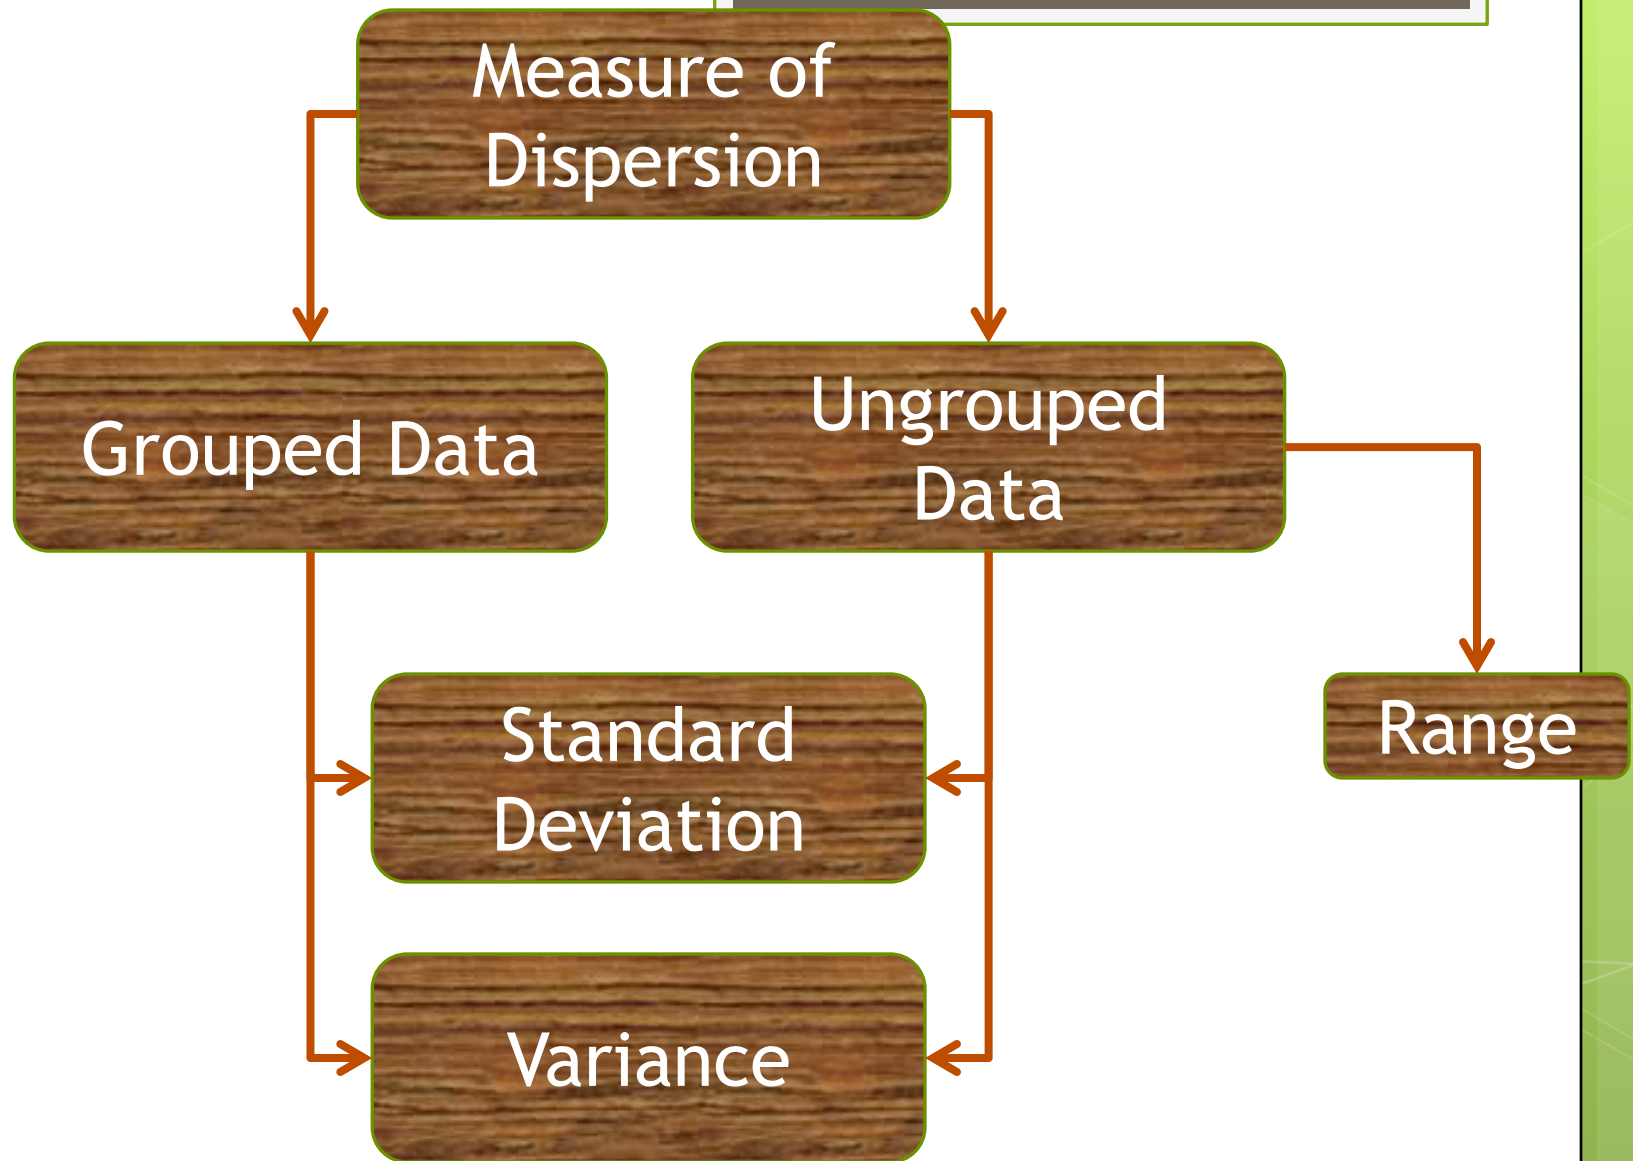 Measure of
Dispersion
Grouped Data
Ungrouped
Data
Standard
Deviation
Range
Variance